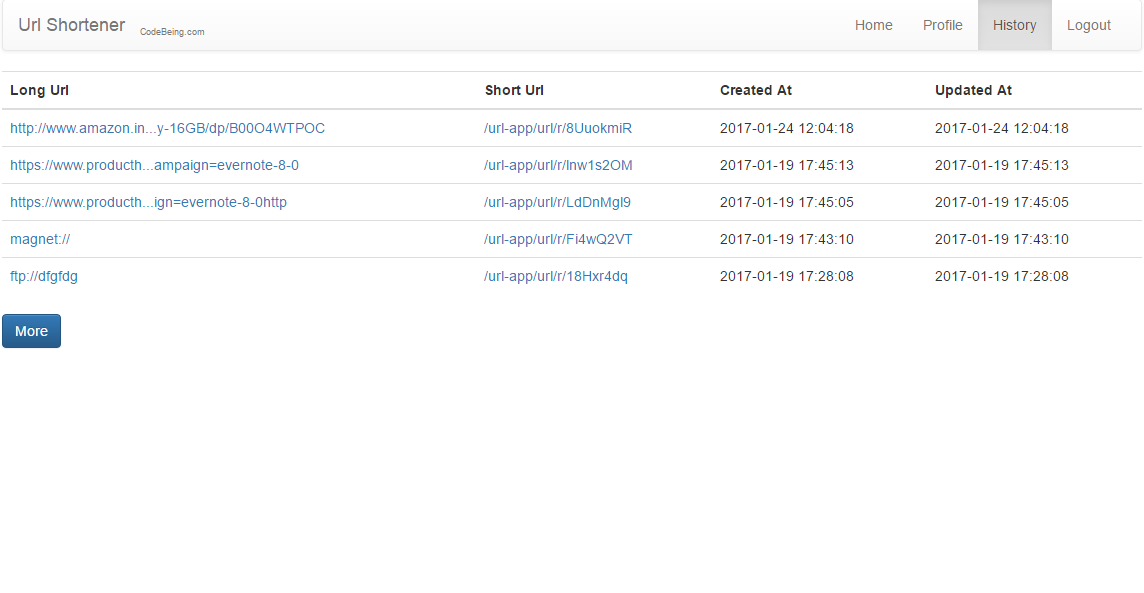 Url Shortener CodeBeing.com Home Profile History Logout
Long Url Short Url Created At Updated At
http://www.amazon.in...y-16GB/dp/B00O4WTPOC /url-app/url/r/8UuokmiR 2017-01-24 12:04:18 2017-01-24 12:04:18
https://www.producth...ampaign=evernote-8-0 /url-app/url/r/lnw1s2OM 2017-01-19 17:45:13 2017-01-19 17:45:13
https://www.producth...ign=evernote-8-0http /url-app/url/r/LdDnMgl9 2017-01-19 17:45:05 2017-01-19 17:45:05
magnet:// /url-app/url/r/Fi4wQ2VT 2017-01-19 17:43:10 2017-01-19 17:43:10
ftp://dfgfdg /url-app/url/r/18Hxr4dq 2017-01-19 17:28:08 2017-01-19 17:28:08
More